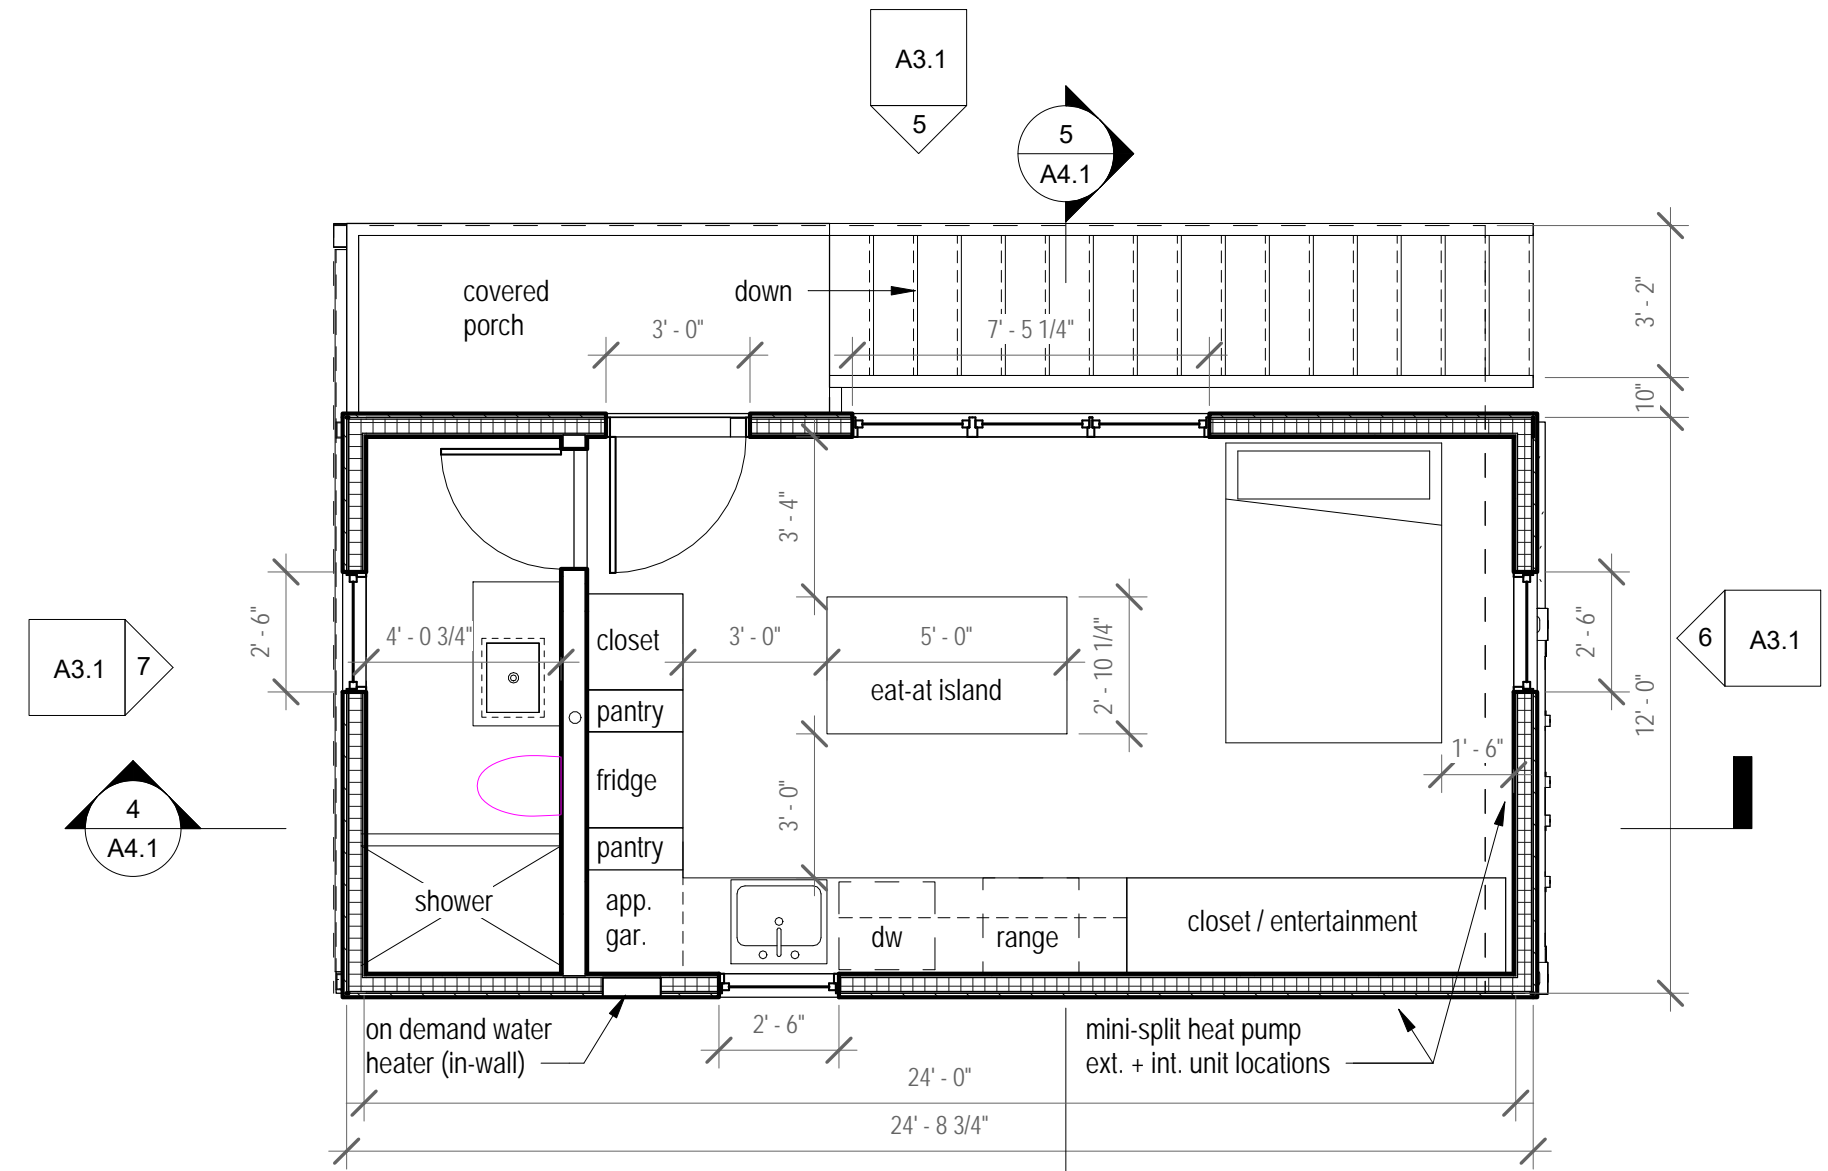 A3.1
5
5
A4.1
covered
porch
down
3' - 0"
7' - 5 1/4"
3' - 2"
10"
3' - 4"
2' - 6"
4' - 0 3/4"
closet
3' - 0"
5' - 0"
eat-at island
2' - 10 1/4"
2' - 6"
A3.1
7
6
A3.1
pantry
12' - 0"
1' - 6"
fridge
3' - 0"
4
A4.1
pantry
shower
app.
gar.
dw
range
closet / entertainment
on demand water
heater (in-wall)
2' - 6"
mini-split heat pump
ext. + int. unit locations
24' - 0"
24' - 8 3/4"